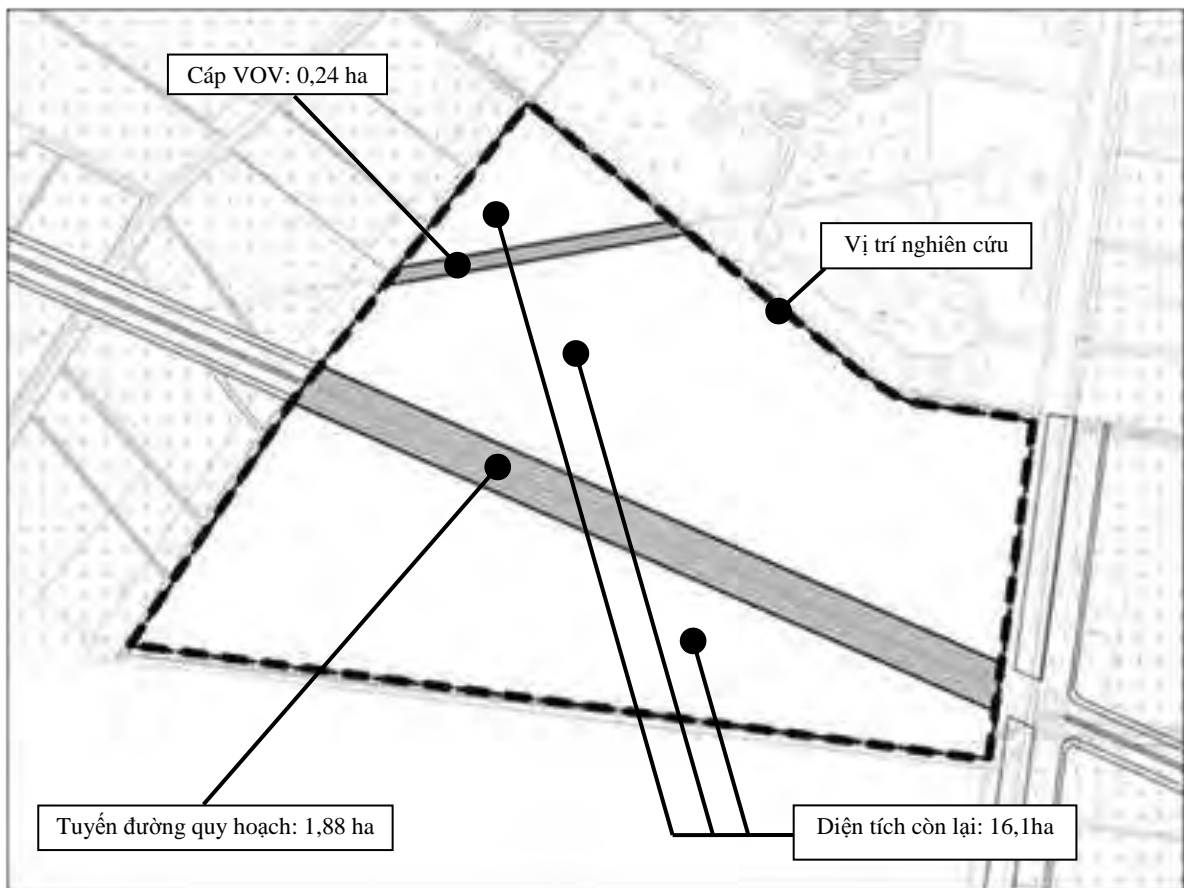 Cáp VOV: 0,24 ha
Vị trí nghiên cứu
Tuyến đường quy hoạch: 1,88 ha
Diện tích còn lại: 16,1ha